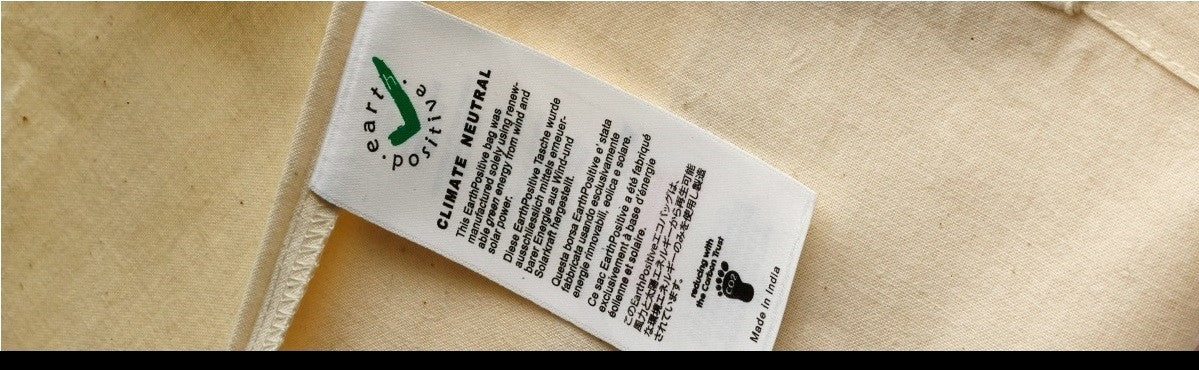 earth
positive
CLIMATE NEUTRAL
This EarthPositive bag was
manufactured solely using renew-
able green energy from wind and
solar power.
Diese EarthPositive Tasche wurde
ausschliesslich mittels erneuer-
barer Energie aus Wind-und
Solarkraft hergestellt.
Questa borsa EarthPositive e' stata
fabbricata usando esclusivamente
energie rinnovabili, eolica e solare.
Ce sac EarthPositive a été fabriqué
exclusivement à base d'énergie
éolienne et solaire.
このEarthPositiveエコバッグは、
風力と太陽エネルギーから再生可能
な環境エネルギーのみを使用し製造
されています。
reducing with
the Carbon Trust
CO2
Made in India